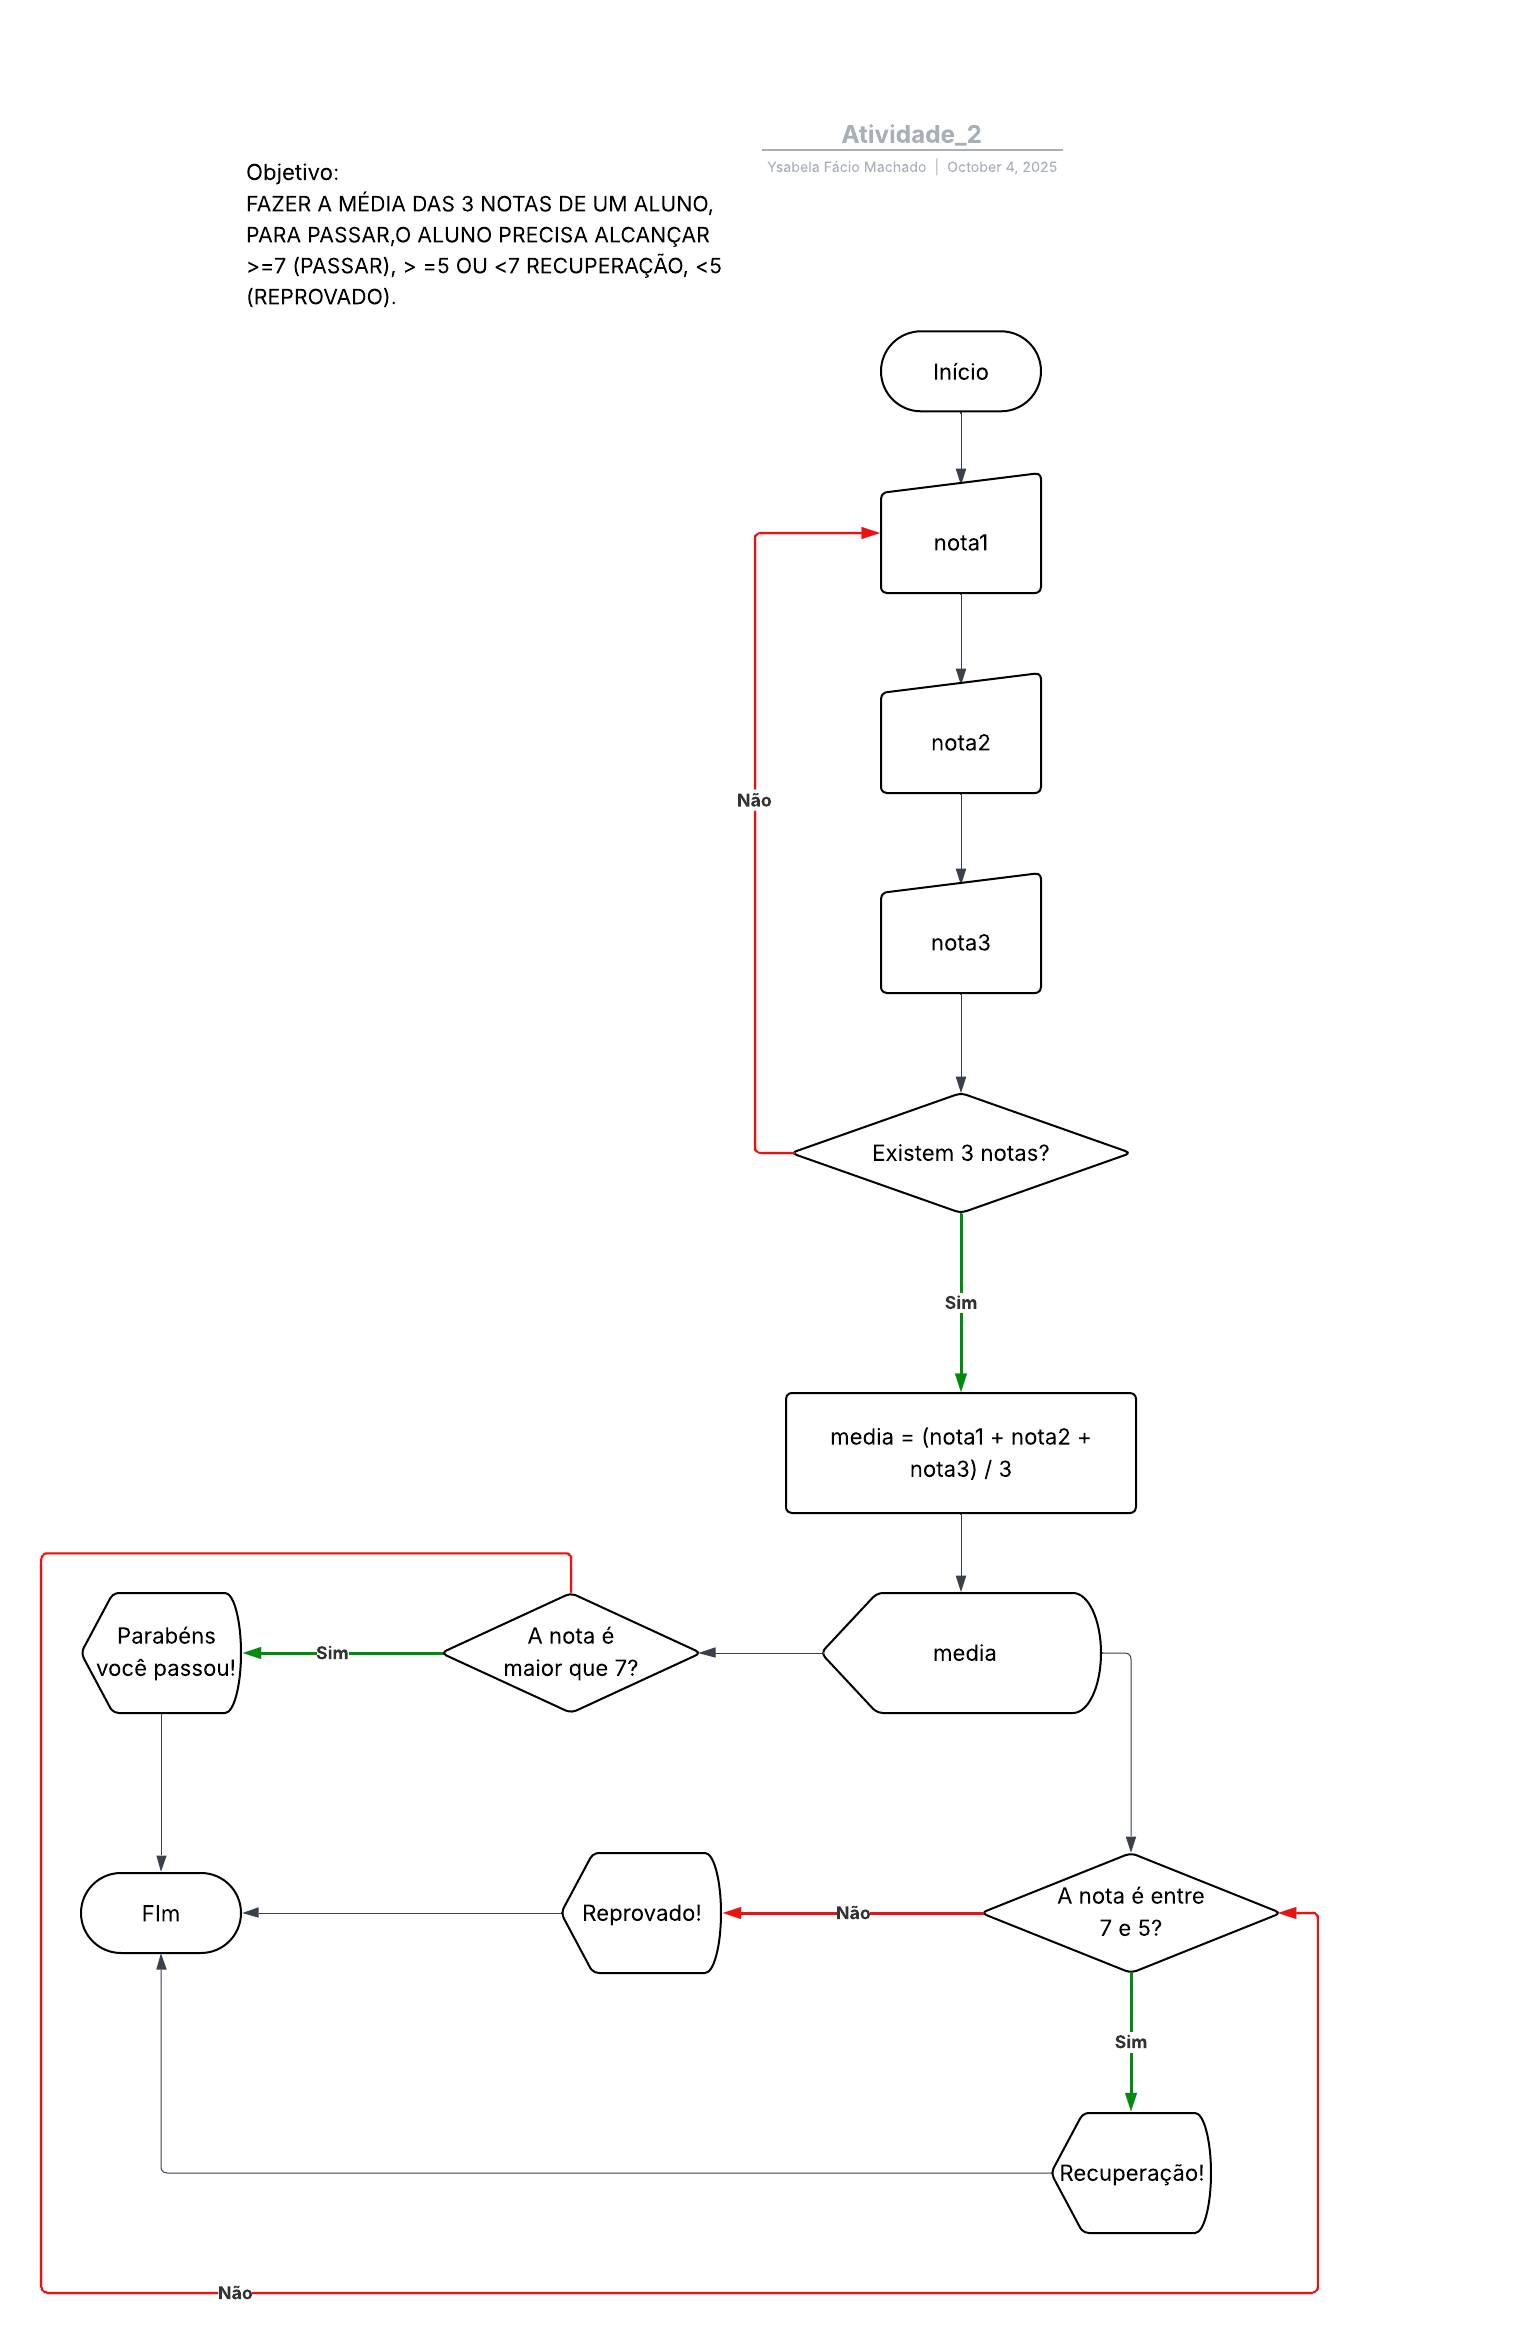 Atividade_2
Ysabela Fácio Machado | October 4, 2025
Objetivo:
FAZER A MÉDIA DAS 3 NOTAS DE UM ALUNO,
PARA PASSAR,O ALUNO PRECISA ALCANÇAR
>=7 (PASSAR), > =5 OU <7 RECUPERAÇÃO, <5
(REPROVADO).
Início
nota1
nota2
Não
nota3
Existem 3 notas?
Sim
media = (nota1 + nota2 +
nota3) / 3
media
A nota é
maior que 7?
Sim
Parabéns
você passou!
A nota é entre
7 e 5?
Não
Reprovado!
FIm
Sim
Recuperação!
Não